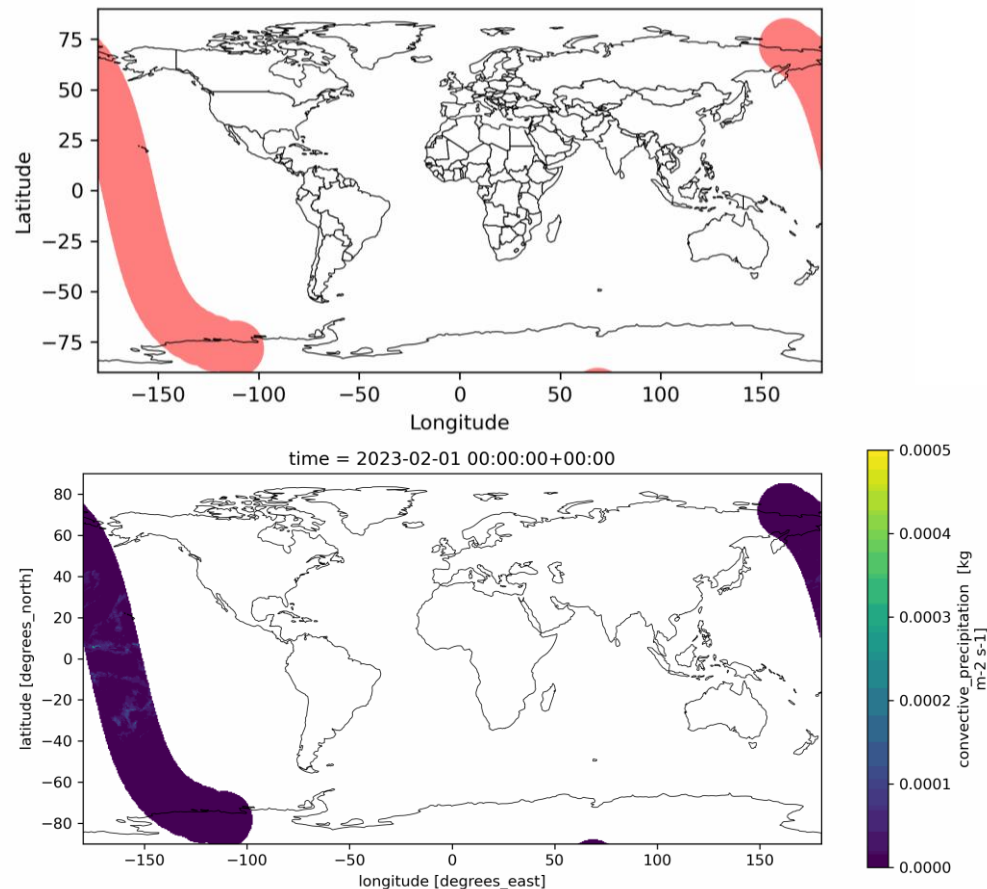 75
50
25
0
−25
−50
−75
Latitude
−150 −100 −50 0 50 100 150
Longitude
time = 2023-02-01 00:00:00+00:00
80
60
40
20
0
−20
−40
−60
−80
latitude [degrees_north]
−150 −100 −50 0 50 100 150
longitude [degrees_east]
0.0005
0.0004
0.0003
0.0002
0.0001
0.0000
convective_precipitation [kg
m-2 s-1]